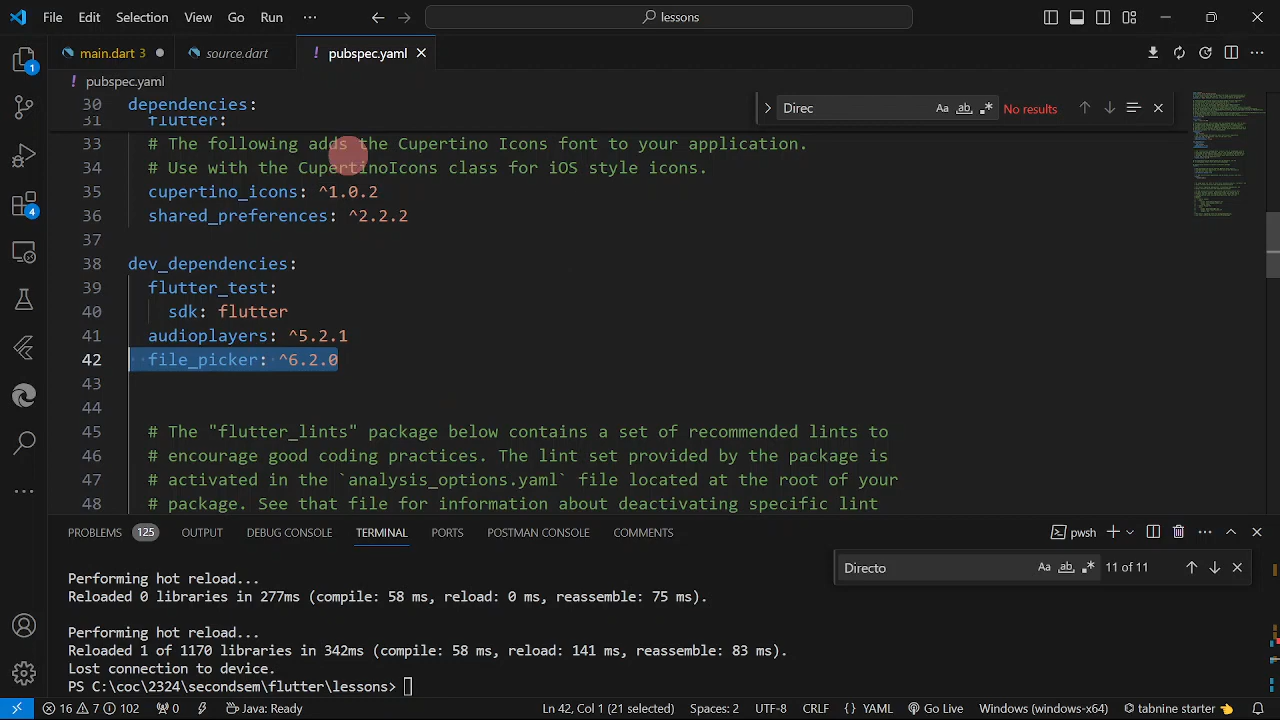 File Edit Selection View Go Run ··· lessons
main.dart 3 source.dart pubspec.yaml
! pubspec.yaml
30 dependencies:
Direc Aa ab .* No results
31 flutter:
33 # The following adds the Cupertino Icons font to your application.
34 # Use with the CupertinoIcons class for iOS style icons.
35 cupertino_icons: ^1.0.2
36 shared_preferences: ^2.2.2
37
38 dev_dependencies:
39 flutter_test:
40 sdk: flutter
41 audioplayers: ^5.2.1
42 file_picker: ^6.2.0
43
44
45 # The "flutter_lints" package below contains a set of recommended lints to
46 # encourage good coding practices. The lint set provided by the package is
47 # activated in the `analysis_options.yaml` file located at the root of your
48 # package. See that file for information about deactivating specific lint
1
4
PROBLEMS 125 OUTPUT DEBUG CONSOLE TERMINAL PORTS POSTMAN CONSOLE COMMENTS pwsh
Directo Aa ab .* 11 of 11
Performing hot reload...
Reloaded 0 libraries in 277ms (compile: 58 ms, reload: 0 ms, reassemble: 75 ms).
Performing hot reload...
Reloaded 1 of 1170 libraries in 342ms (compile: 58 ms, reload: 141 ms, reassemble: 83 ms).
Lost connection to device.
PS C:\coc\2324\secondsem\flutter\lessons>
16 7 102 0 Java: Ready Ln 42, Col 1 (21 selected) Spaces: 2 UTF-8 CRLF {} YAML Go Live Windows (windows-x64) tabnine starter